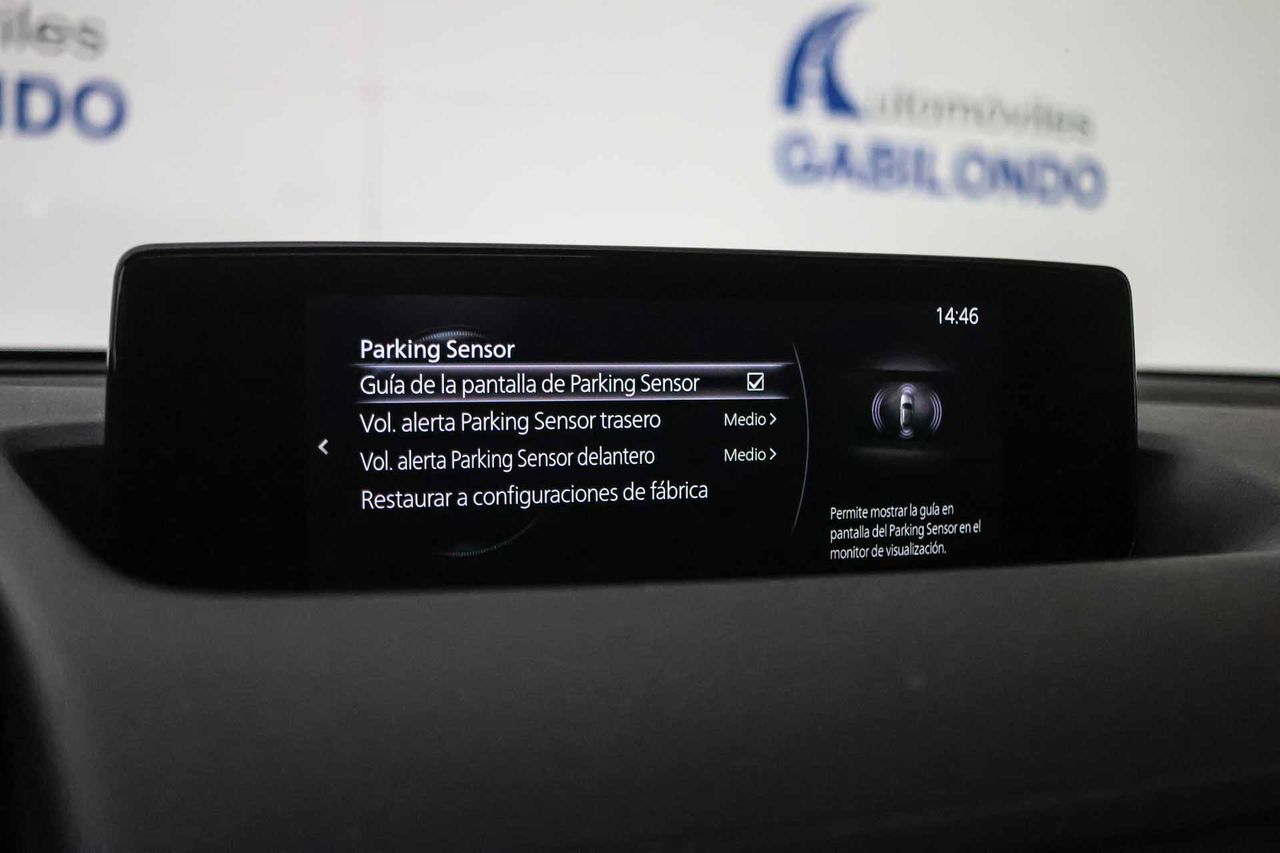 iles
NDO
Automóviles
GABILONDO
14:46
Parking Sensor
Guía de la pantalla de Parking Sensor
Vol. alerta Parking Sensor trasero Medio
Vol. alerta Parking Sensor delantero Medio
Restaurar a configuraciones de fábrica
Permite mostrar la guía en
pantalla del Parking Sensor en el
monitor de visualización.